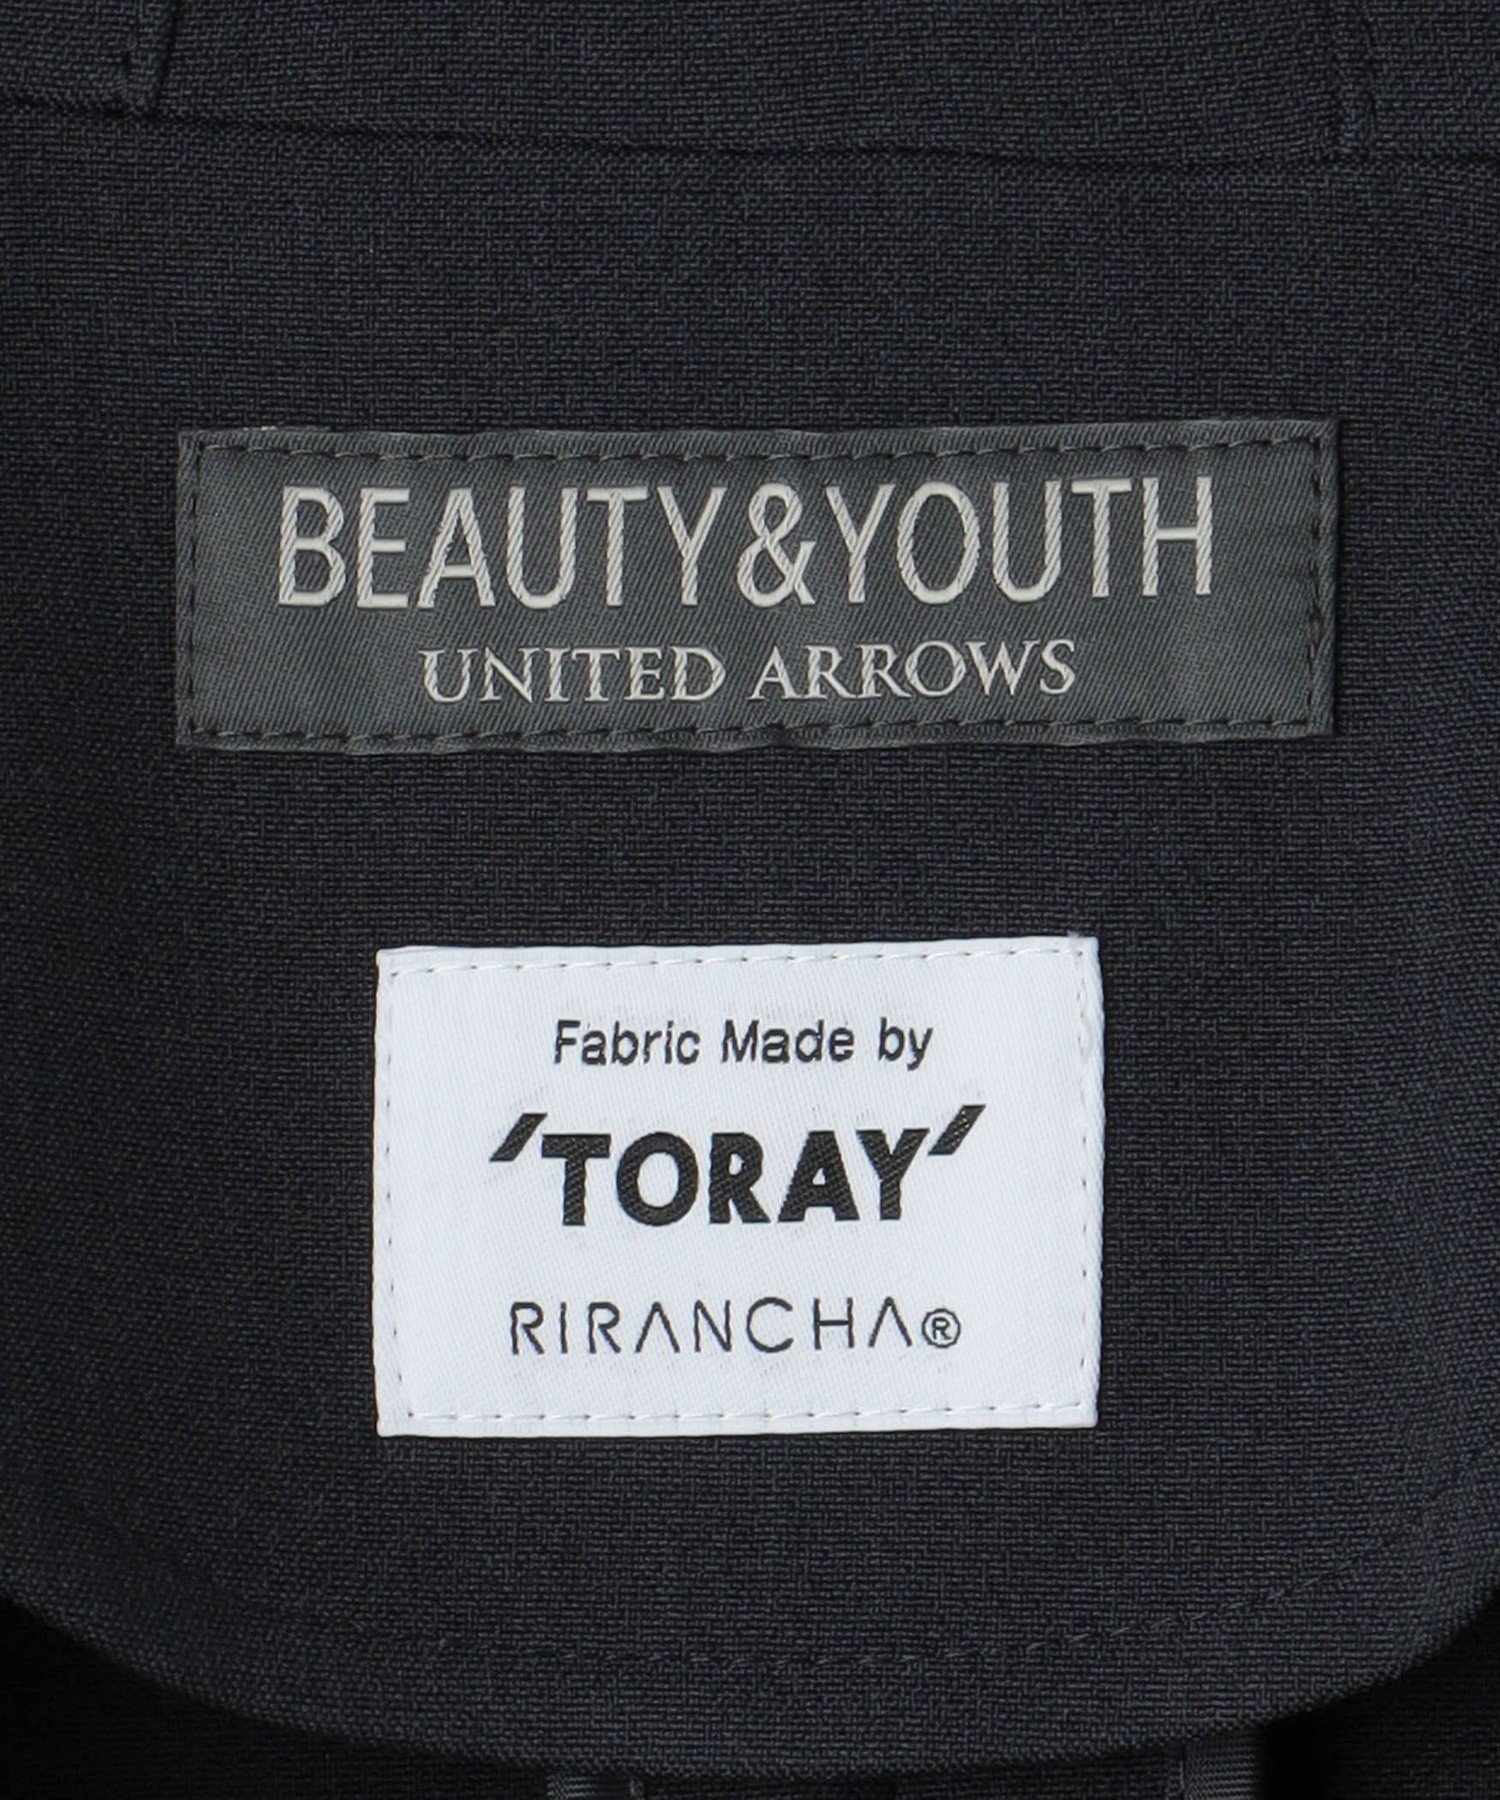 BEAUTY&YOUTH
UNITED ARROWS
Fabric Made by
'TORAY'
RIRANCHA®